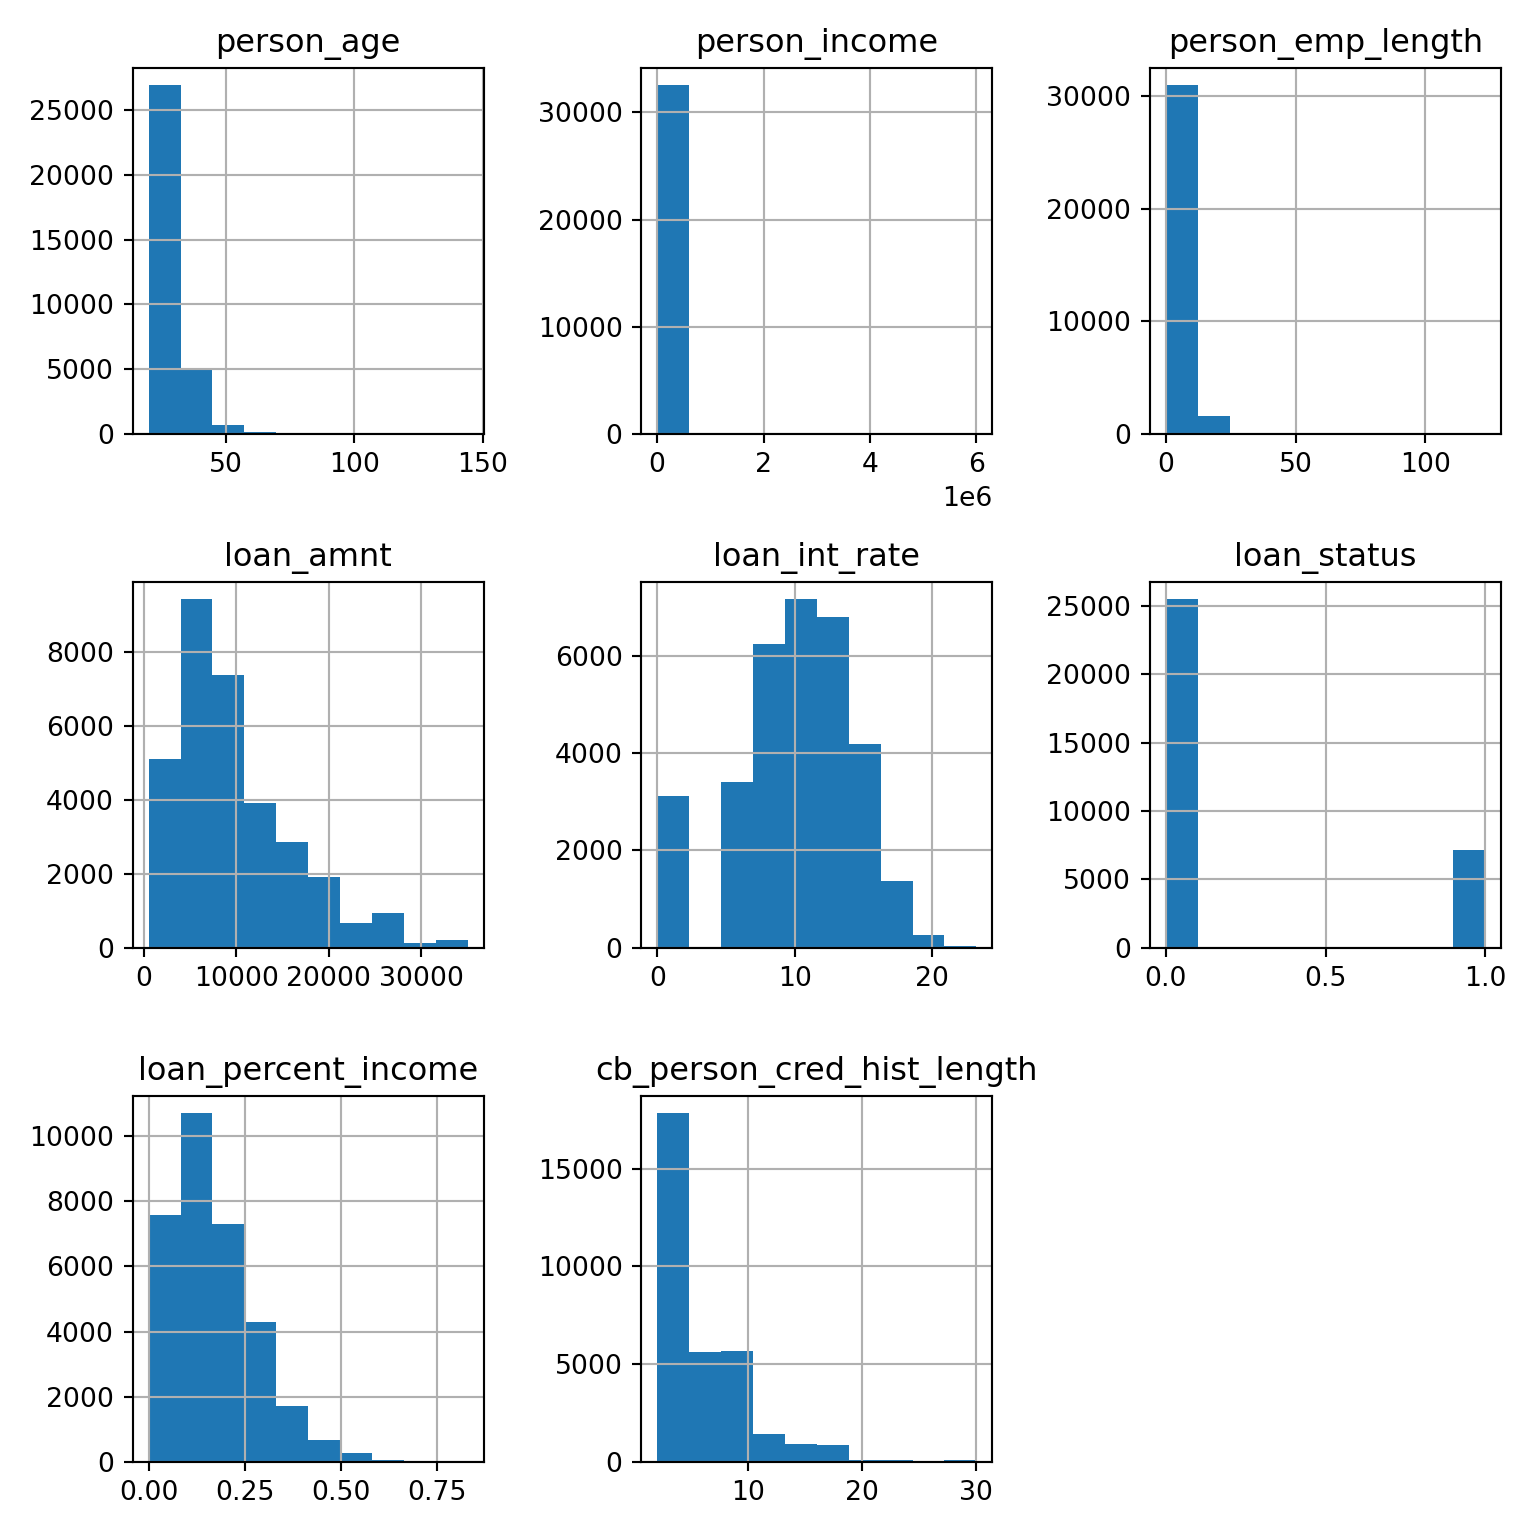 person_age
25000
20000
15000
10000
5000
0
50 100 150
person_income
30000
20000
10000
0
0 2 4 6
1e6
person_emp_length
30000
20000
10000
0
0 50 100
loan_amnt
8000
6000
4000
2000
0
0 10000 20000 30000
loan_int_rate
6000
4000
2000
0
0 10 20
loan_status
25000
20000
15000
10000
5000
0
0.0 0.5 1.0
loan_percent_income
10000
8000
6000
4000
2000
0
0.00 0.25 0.50 0.75
cb_person_cred_hist_length
15000
10000
5000
0
10 20 30